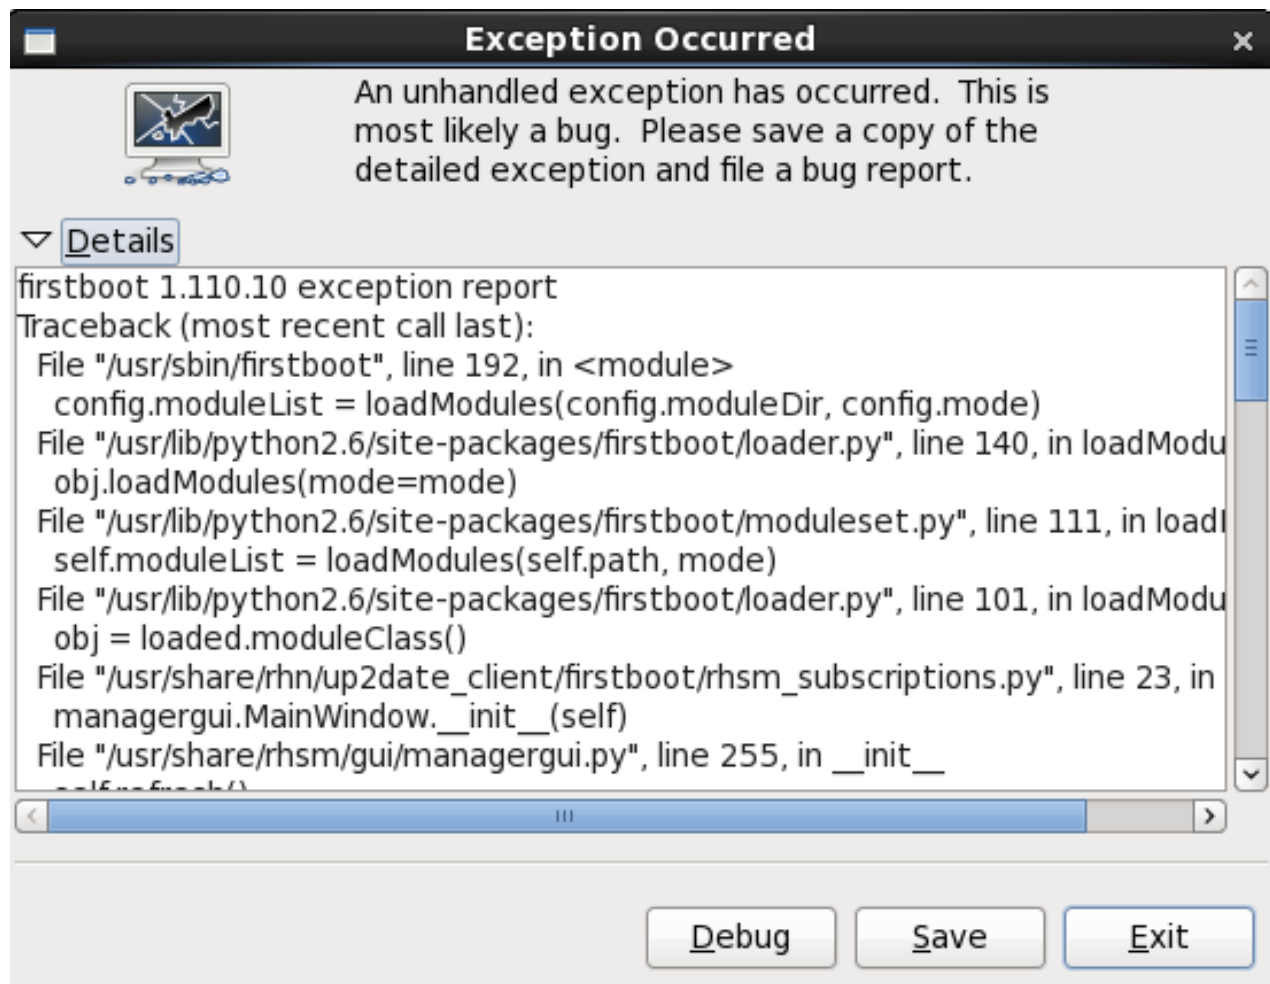 Exception Occurred
An unhandled exception has occurred.  This is
most likely a bug.  Please save a copy of the
detailed exception and file a bug report.
Details
firstboot 1.110.10 exception report
Traceback (most recent call last):
  File "/usr/sbin/firstboot", line 192, in <module>
    config.moduleList = loadModules(config.moduleDir, config.mode)
  File "/usr/lib/python2.6/site-packages/firstboot/loader.py", line 140, in loadModu
    obj.loadModules(mode=mode)
  File "/usr/lib/python2.6/site-packages/firstboot/moduleset.py", line 111, in load
    self.moduleList = loadModules(self.path, mode)
  File "/usr/lib/python2.6/site-packages/firstboot/loader.py", line 101, in loadModu
    obj = loaded.moduleClass()
  File "/usr/share/rhn/up2date_client/firstboot/rhsm_subscriptions.py", line 23, in
    managergui.MainWindow.__init__(self)
  File "/usr/share/rhsm/gui/managergui.py", line 255, in __init__
    self.refresh()
Debug
Save
Exit